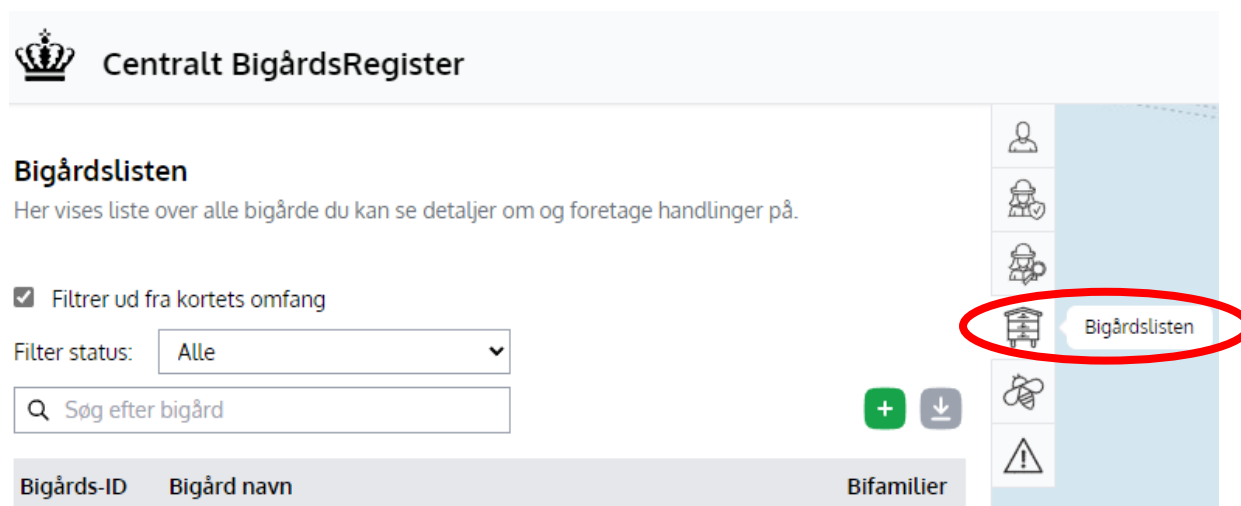 Centralt BigårdsRegister
Bigårdslisten
Her vises liste over alle bigårde du kan se detaljer om og foretage handlinger på.
Filtrer ud fra kortets omfang
Bigårdslisten
Filter status: Alle
Søg efter bigård
Bigårds-ID Bigård navn Bifamilier